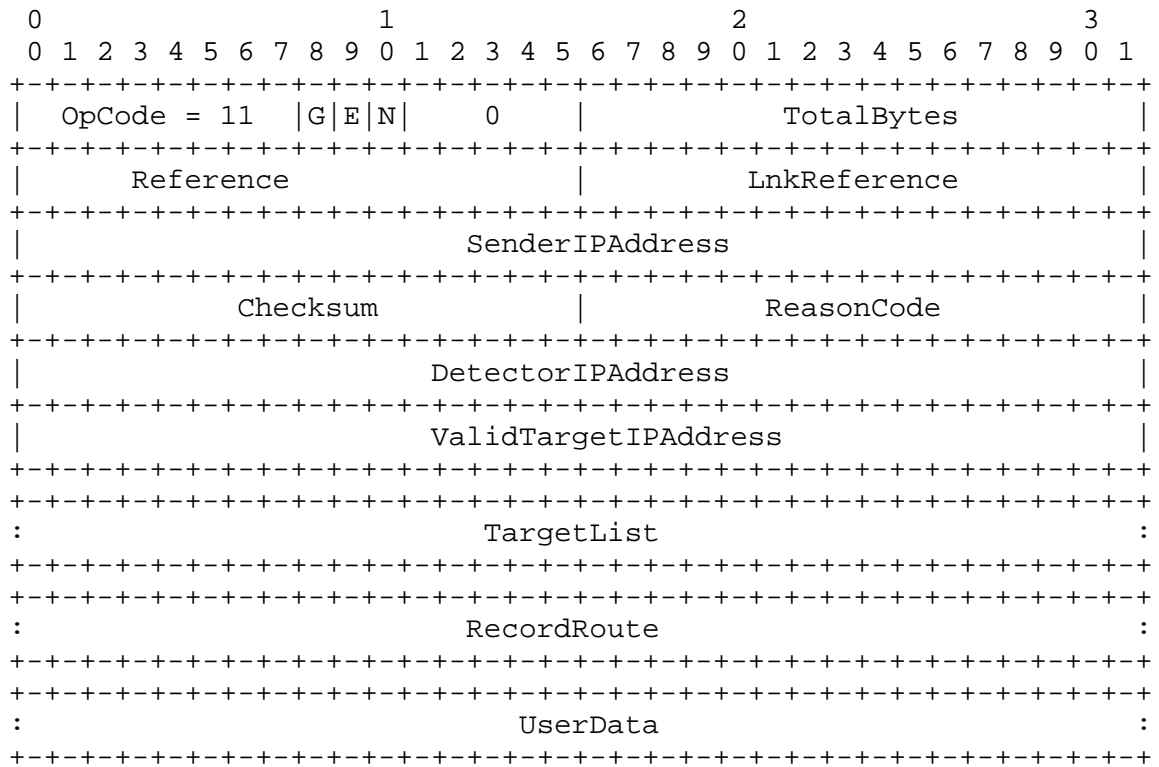 0                   1                   2                   3
 0 1 2 3 4 5 6 7 8 9 0 1 2 3 4 5 6 7 8 9 0 1 2 3 4 5 6 7 8 9 0 1
+-+-+-+-+-+-+-+-+-+-+-+-+-+-+-+-+-+-+-+-+-+-+-+-+-+-+-+-+-+-+-+-+
|  OpCode = 11  |G|E|N|    0    |           TotalBytes          |
+-+-+-+-+-+-+-+-+-+-+-+-+-+-+-+-+-+-+-+-+-+-+-+-+-+-+-+-+-+-+-+-+
|      Reference                |         LnkReference          |
+-+-+-+-+-+-+-+-+-+-+-+-+-+-+-+-+-+-+-+-+-+-+-+-+-+-+-+-+-+-+-+-+
|                         SenderIPAddress                       |
+-+-+-+-+-+-+-+-+-+-+-+-+-+-+-+-+-+-+-+-+-+-+-+-+-+-+-+-+-+-+-+-+
|            Checksum           |          ReasonCode           |
+-+-+-+-+-+-+-+-+-+-+-+-+-+-+-+-+-+-+-+-+-+-+-+-+-+-+-+-+-+-+-+-+
|                       DetectorIPAddress                       |
+-+-+-+-+-+-+-+-+-+-+-+-+-+-+-+-+-+-+-+-+-+-+-+-+-+-+-+-+-+-+-+-+
|                       ValidTargetIPAddress                    |
+-+-+-+-+-+-+-+-+-+-+-+-+-+-+-+-+-+-+-+-+-+-+-+-+-+-+-+-+-+-+-+-+
+-+-+-+-+-+-+-+-+-+-+-+-+-+-+-+-+-+-+-+-+-+-+-+-+-+-+-+-+-+-+-+-+
:                          TargetList                           :
+-+-+-+-+-+-+-+-+-+-+-+-+-+-+-+-+-+-+-+-+-+-+-+-+-+-+-+-+-+-+-+-+
+-+-+-+-+-+-+-+-+-+-+-+-+-+-+-+-+-+-+-+-+-+-+-+-+-+-+-+-+-+-+-+-+
:                         RecordRoute                           :
+-+-+-+-+-+-+-+-+-+-+-+-+-+-+-+-+-+-+-+-+-+-+-+-+-+-+-+-+-+-+-+-+
+-+-+-+-+-+-+-+-+-+-+-+-+-+-+-+-+-+-+-+-+-+-+-+-+-+-+-+-+-+-+-+-+
:                            UserData                           :
+-+-+-+-+-+-+-+-+-+-+-+-+-+-+-+-+-+-+-+-+-+-+-+-+-+-+-+-+-+-+-+-+